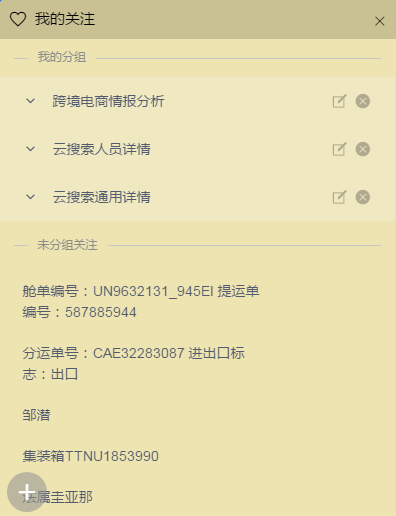 我的关注
我的分组
跨境电商情报分析
云搜索人员详情
云搜索通用详情
未分组关注
舱单编号：UN9632131_945EI 提运单
编号：587885944
分运单号：CAE32283087 进出口标
志：出口
邹潜
集装箱TTNU1853990
法属圭亚那